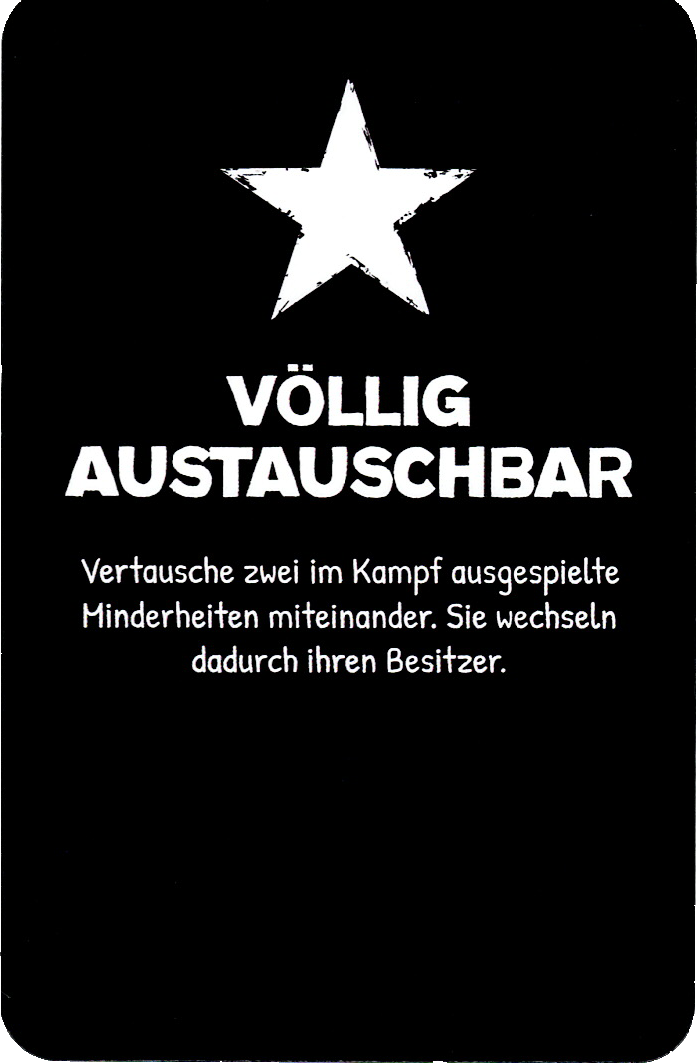 VÖLLIG
AUSTAUSCHBAR
Vertausche zwei im Kampf ausgespielte
Minderheiten miteinander. Sie wechseln
dadurch ihren Besitzer.